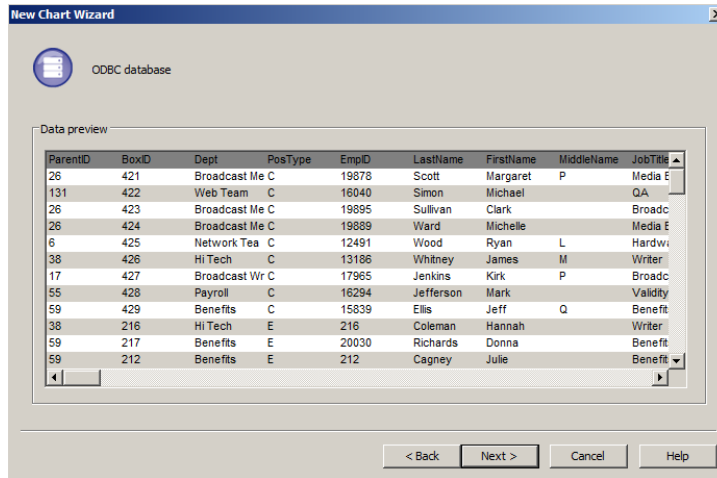 New Chart Wizard
ODBC database
Data preview
ParentID BoxID Dept PosType EmpID LastName FirstName MiddleName JobTitle
26 421 Broadcast Me C 19878 Scott Margaret P Media E
131 422 Web Team C 16040 Simon Michael QA
26 423 Broadcast Me C 19895 Sullivan Clark Broadc
26 424 Broadcast Me C 19889 Ward Michelle Media E
6 425 Network Tea C 12491 Wood Ryan L Hardwa
38 426 Hi Tech C 13186 Whitney James M Writer
17 427 Broadcast Wr C 17965 Jenkins Kirk P Broadc
55 428 Payroll C 16294 Jefferson Mark Validity
59 429 Benefits C 15839 Ellis Jeff Q Benefit
38 216 Hi Tech E 216 Coleman Hannah Writer
59 217 Benefits E 20030 Richards Donna Benefit
59 212 Benefits E 212 Cagney Julie Benefit
< Back Next > Cancel Help